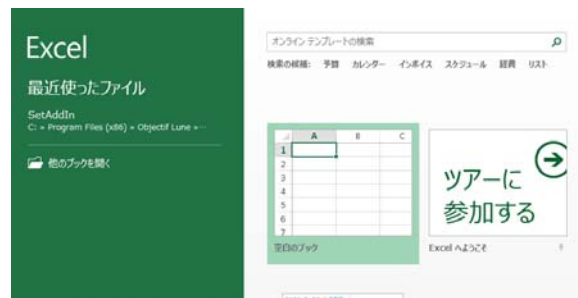 Excel
最近使ったファイル
SetAddIn
C: » Program Files (x86) » Objectif Lune » ...
他のブックを開く
オンライン テンプレートの検索
検索の候補: 予算 カレンダー インボイス スケジュール 経費 リスト
A B C
1
2
3
4
5
6
7
空白のブック
ツアーに
参加する
Excel へようこそ